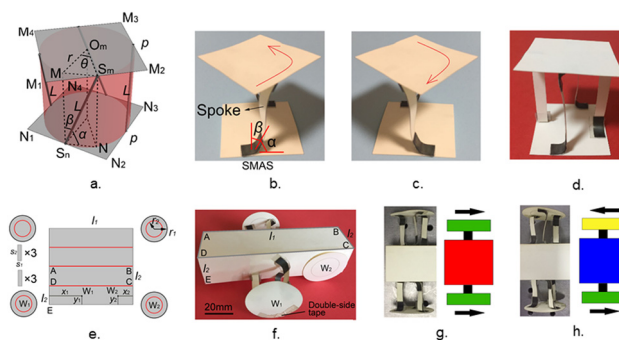 M4
M3
Om
p
r
θ
M
Sm
M1
M2
L
N4
L
L
N3
β
α
p
N1
Sn
N
N2
a.
Spoke
β
α
SMAS
b.
c.
d.
l1
r2
r1
s2
×3
s1
×3
A
B
l2
D
C
x1
W1
W2
x2
W1
l2
y1
y2
W2
E
e.
A
l1
B
l2
D
C
l2
E
W2
W1
20mm
Double-side
tape
f.
g.
h.